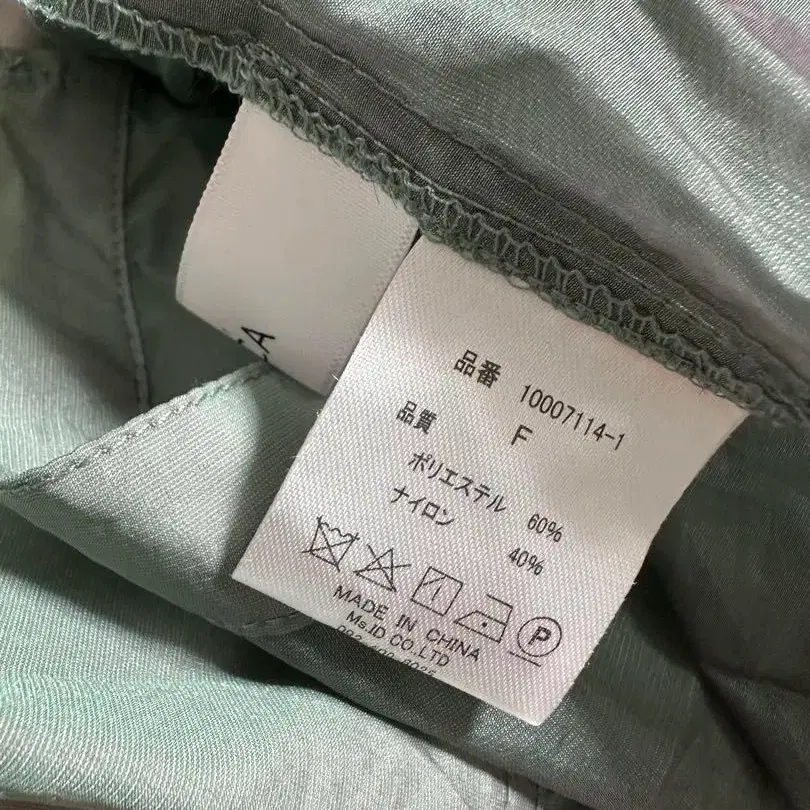 品番 10007114-1
品質 F
ポリエステル 60%
ナイロン 40%
P
MADE IN CHINA
Ms.ID CO.LTD